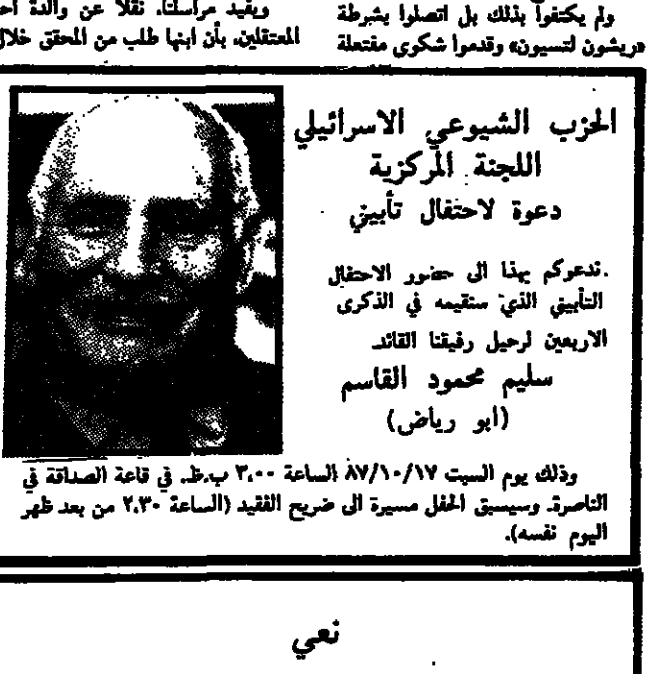 ولم يكتفوا بذلك بل اتصلوا بشرطة
«ريشون لتسيون» وقدموا شكوى مفتعلة
ويفيد مراسلنا، نقلا عن والدة احد
المعتقلين، بأن ابنها طلب من المحقق خلال
الحزب الشيوعي الاسرائيلي
اللجنة المركزية
دعوة لاحتفال تأبيني
ندعوكم بهذا الى حضور الاحتفال
التأبيني الذي سنقيمه في الذكرى
الاربعين لرحيل رفيقنا القائد
سليم محمود القاسم
(ابو رياض)
وذلك يوم السبت ٨٧/١٠/١٧ الساعة ٣،٠٠ ب.ظ. في قاعة الصداقة في
الناصرة. وسيسبق الحفل مسيرة الى ضريح الفقيد (الساعة ٢،٣٠ من بعد ظهر
اليوم نفسه).
نعي